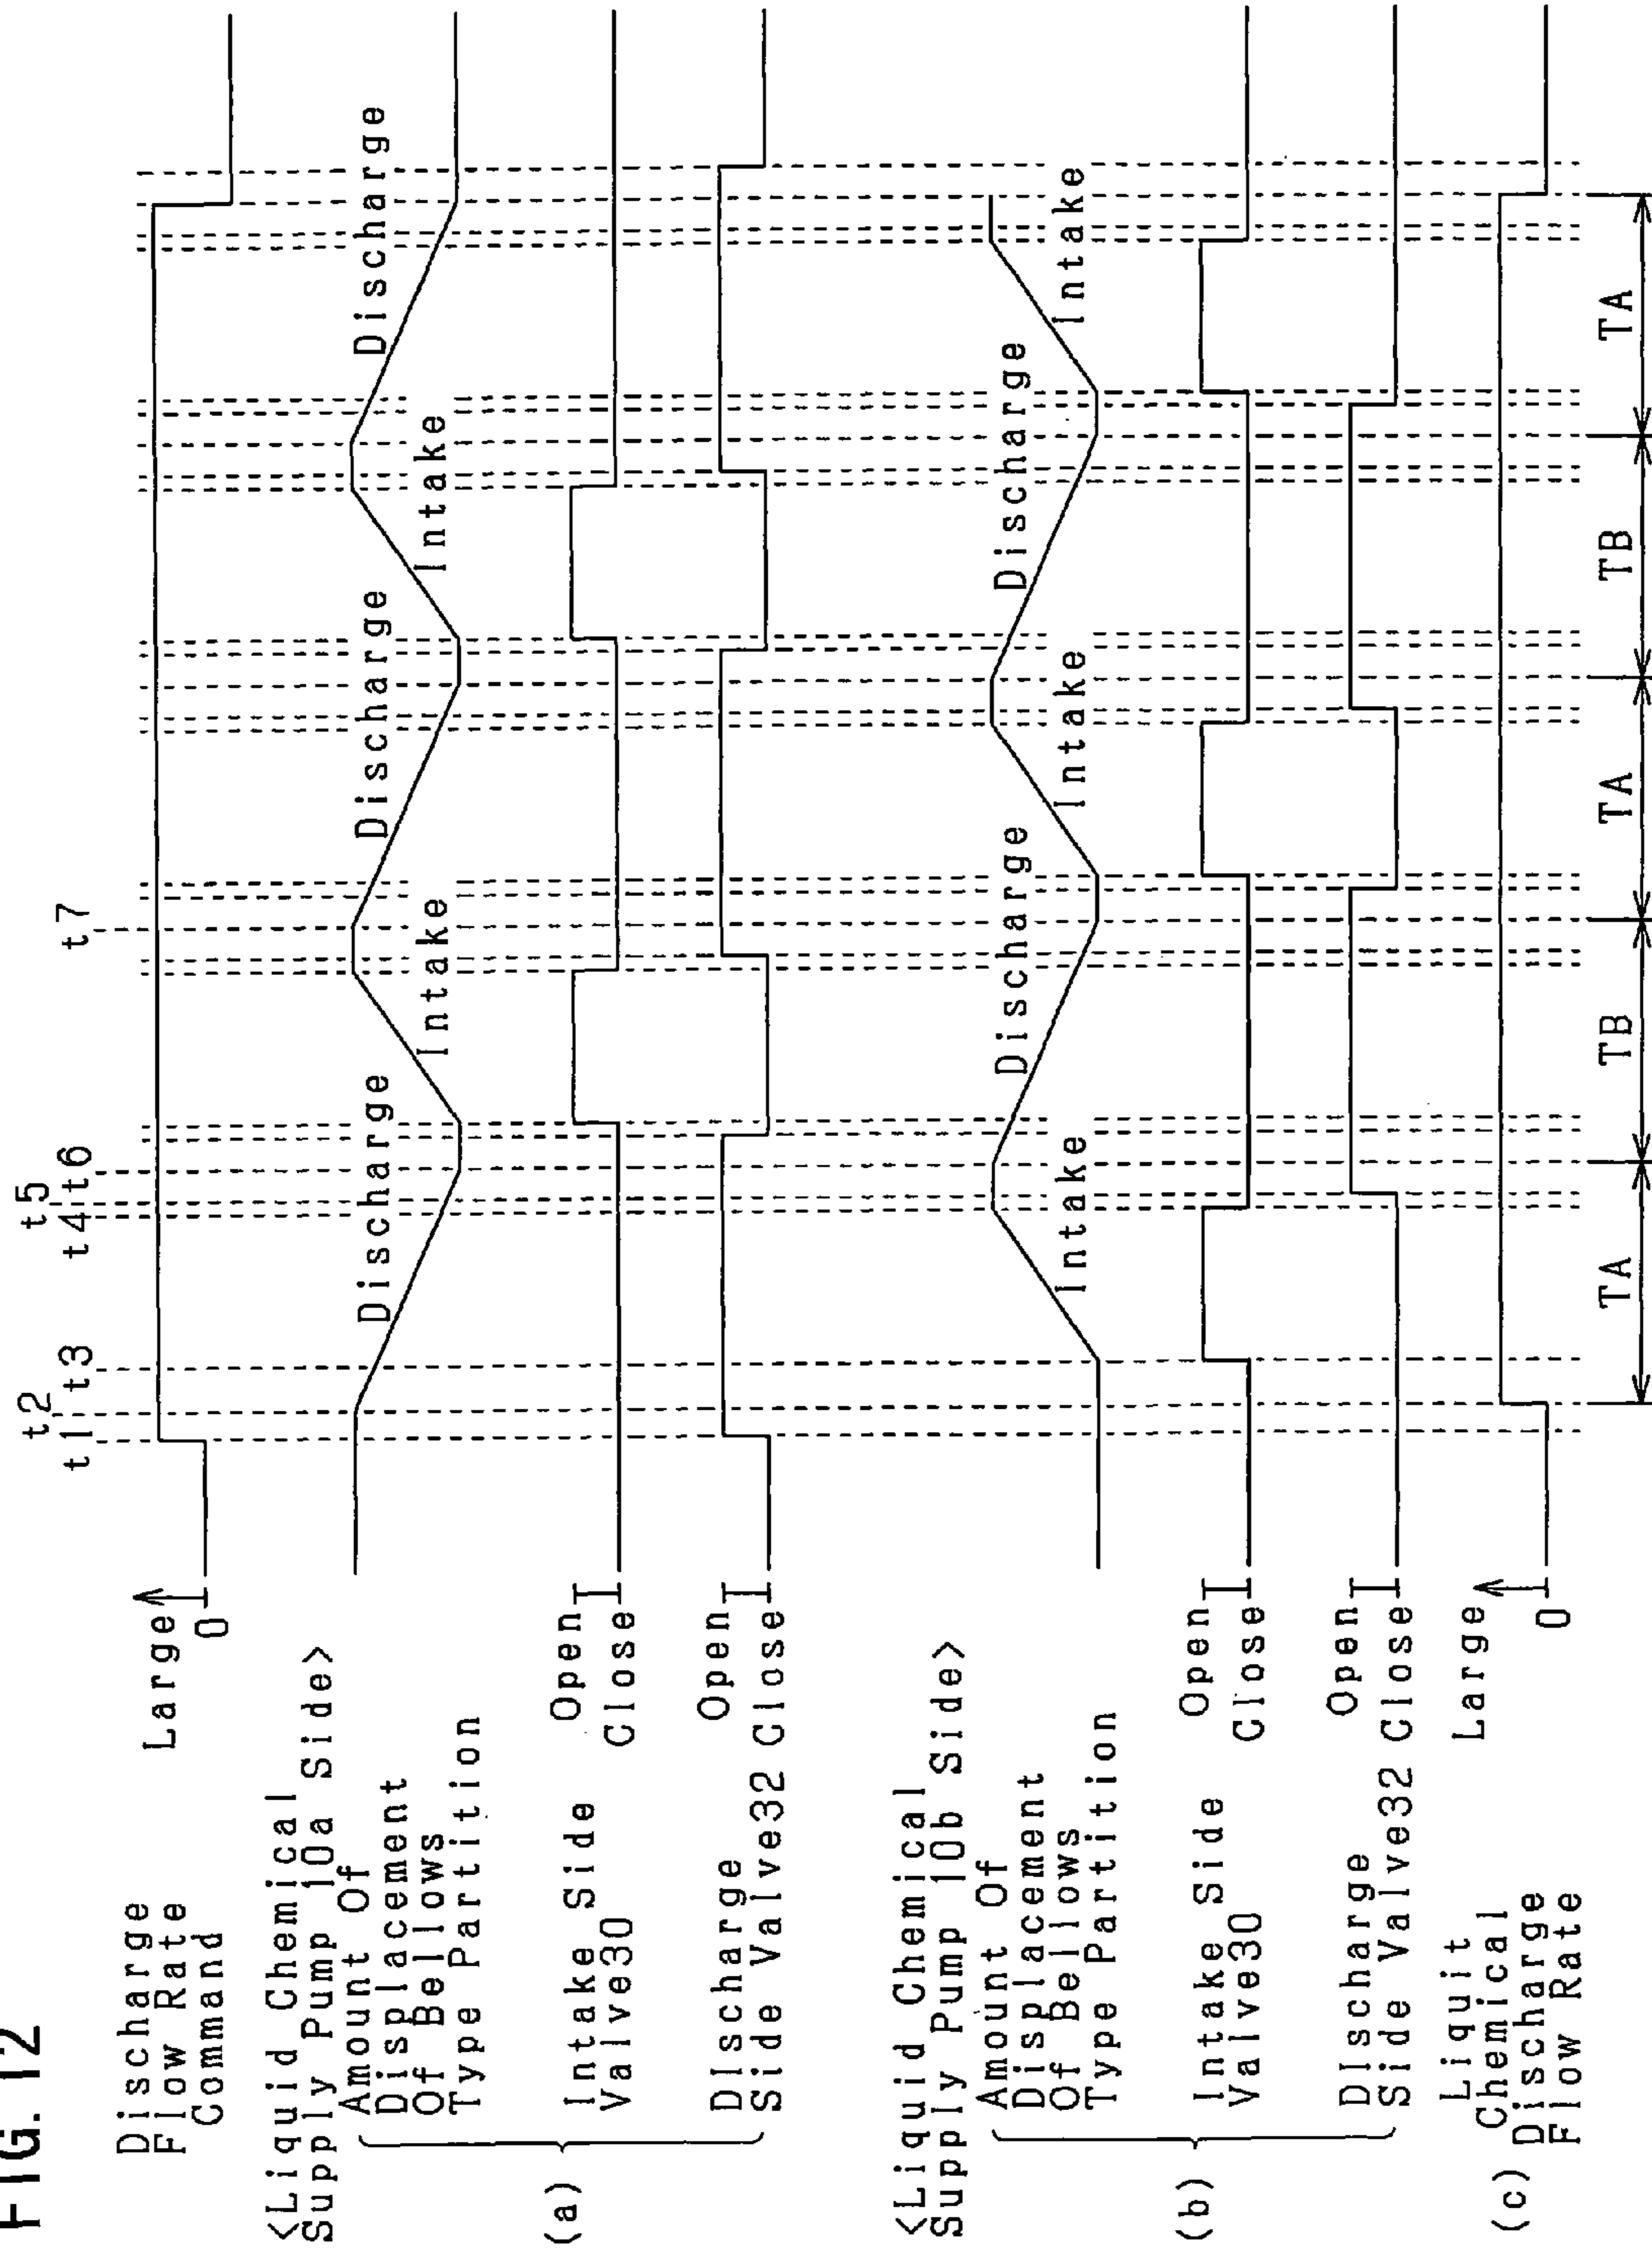 FIG. 12
t1
t2
t3
t4
t5
t6
t7
Discharge
Flow Rate
Command
Large
0
<Liquid Chemical
Supply Pump 10a Side>
(a)
Amount Of
Displacement
Of Bellows
Type Partition
Discharge
Intake
Discharge
Intake
Discharge
Intake Side
Valve30
Open
Close
DIscharge
Side Valve32
Open
Close
<Liquid Chemical
Supply Pump 10b Side>
(b)
Amount Of
Displacement
Of Bellows
Type Partition
Intake
Discharge
Intake
Discharge
Intake
Intake Side
Valve30
Open
Close
DIscharge
Side Valve32
Open
Close
(c)
Liquit
Chemical
Discharge
Flow Rate
Large
0
TA
TB
TA
TB
TA